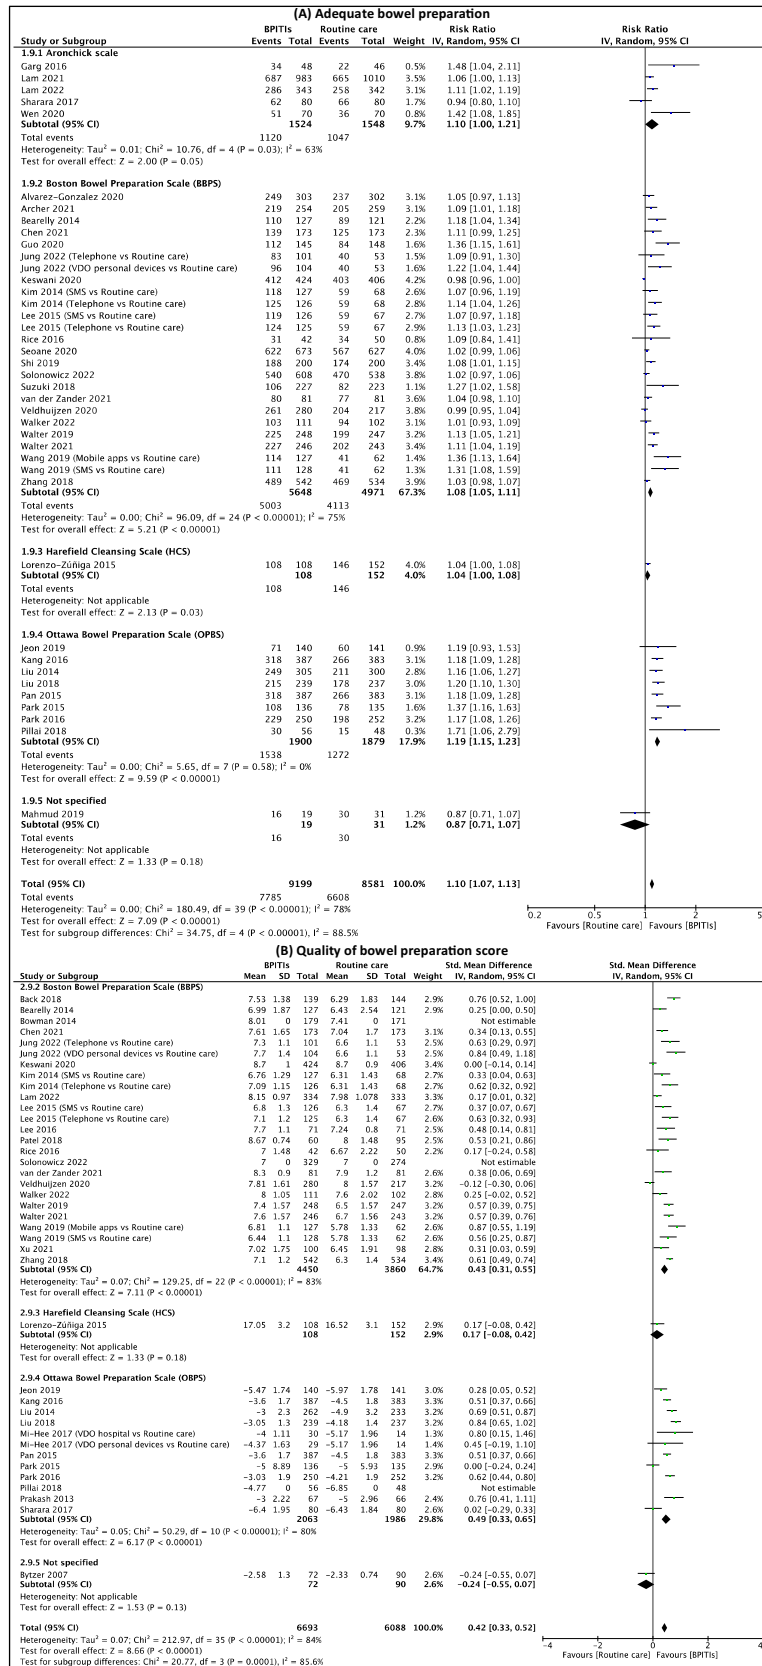 (A) Adequate bowel preparation
BPITIs Routine care Risk Ratio Risk Ratio
Study or Subgroup Events Total Events Total Weight IV, Random, 95% CI IV, Random, 95% CI
1.9.1 Aronchick scale
Garg 2016 34 48 22 46 0.5% 1.48 [1.04, 2.11]
Lam 2021 687 983 665 1010 3.1% 1.06 [1.00, 1.13]
Lam 2022 286 343 258 342 2.8% 1.11 [1.02, 1.19]
Sharara 2017 62 80 66 80 1.6% 0.94 [0.80, 1.10]
Wen 2020 51 70 36 70 0.8% 1.42 [1.08, 1.85]
Subtotal (95% CI) 1524 1548 9.7% 1.10 [1.00, 1.21]
Total events 1120 1047
Heterogeneity: Tau² = 0.01; Chi² = 10.76, df = 4 (P = 0.03); I² = 63%
Test for overall effect: Z = 2.00 (P = 0.05)
1.9.2 Boston Bowel Preparation Scale (BBPS)
Alvarez-Gonzalez 2020 249 303 237 302 3.1% 1.05 [0.97, 1.13]
Archer 2021 219 254 205 259 2.9% 1.09 [1.01, 1.18]
Bearelly 2014 110 127 89 121 2.2% 1.18 [1.04, 1.34]
Chen 2021 139 173 125 173 2.4% 1.11 [0.99, 1.25]
Guo 2020 112 145 84 148 1.6% 1.36 [1.15, 1.61]
Jung 2022 (Telephone vs Routine care) 83 101 40 53 1.4% 1.09 [0.91, 1.30]
Jung 2022 (VDO personal devices vs Routine care) 96 104 40 53 1.6% 1.22 [1.04, 1.44]
Keswani 2020 412 424 403 406 4.2% 0.98 [0.96, 1.00]
Kim 2014 (SMS vs Routine care) 118 127 59 68 2.6% 1.07 [0.96, 1.19]
Kim 2014 (Telephone vs Routine care) 125 126 59 68 2.8% 1.14 [1.04, 1.26]
Lee 2015 (SMS vs Routine care) 119 126 59 67 2.7% 1.07 [0.97, 1.18]
Lee 2015 (Telephone vs Routine care) 124 125 59 67 2.9% 1.13 [1.03, 1.23]
Rice 2016 31 42 34 50 0.8% 1.09 [0.84, 1.41]
Seoane 2020 622 673 567 627 4.1% 1.02 [0.99, 1.06]
Shi 2019 188 200 174 200 3.4% 1.08 [1.01, 1.15]
Solonowicz 2022 540 608 470 538 3.9% 1.02 [0.97, 1.06]
Suzuki 2018 106 227 82 223 1.1% 1.27 [1.02, 1.58]
van der Zander 2021 80 81 77 81 3.6% 1.04 [0.98, 1.10]
Veldhuijzen 2020 261 280 204 217 3.9% 0.99 [0.95, 1.04]
Walker 2022 103 111 94 102 3.1% 1.01 [0.93, 1.09]
Walter 2019 225 248 199 247 3.1% 1.13 [1.05, 1.21]
Walter 2021 227 246 202 243 3.2% 1.11 [1.04, 1.19]
Wang 2019 (Mobile apps vs Routine care) 114 127 41 62 1.3% 1.36 [1.13, 1.64]
Wang 2019 (SMS vs Routine care) 111 128 41 62 1.2% 1.31 [1.08, 1.59]
Zhang 2018 489 542 469 534 4.0% 1.03 [0.98, 1.07]
Subtotal (95% CI) 5648 4971 67.3% 1.08 [1.05, 1.11]
Total events 5003 4113
Heterogeneity: Tau² = 0.00; Chi² = 96.09, df = 24 (P < 0.00001); I² = 75%
Test for overall effect: Z = 5.21 (P < 0.00001)
1.9.3 Harefield Cleansing Scale (HCS)
Lorenzo-Zúñiga 2015 108 108 146 152 4.0% 1.04 [1.00, 1.08]
Subtotal (95% CI) 108 152 4.0% 1.04 [1.00, 1.08]
Total events 108 146
Heterogeneity: Not applicable
Test for overall effect: Z = 2.13 (P = 0.03)
1.9.4 Ottawa Bowel Preparation Scale (OPBS)
Jeon 2019 71 140 60 141 0.9% 1.19 [0.93, 1.53]
Kang 2016 318 387 266 383 3.0% 1.18 [1.09, 1.28]
Liu 2014 249 305 211 300 2.6% 1.16 [1.06, 1.27]
Liu 2018 215 239 178 237 2.8% 1.20 [1.10, 1.30]
Pan 2015 318 387 266 383 3.0% 1.18 [1.09, 1.28]
Park 2015 108 136 78 135 1.6% 1.37 [1.16, 1.63]
Park 2016 229 250 198 252 3.0% 1.17 [1.08, 1.26]
Pillai 2018 30 56 15 48 0.3% 1.71 [1.06, 2.79]
Subtotal (95% CI) 1900 1879 17.9% 1.19 [1.15, 1.23]
Total events 1538 1272
Heterogeneity: Tau² = 0.00; Chi² = 5.65, df = 7 (P = 0.58); I² = 0%
Test for overall effect: Z = 9.59 (P < 0.00001)
1.9.5 Not specified
Mahmud 2019 16 19 30 31 1.2% 0.87 [0.71, 1.07]
Subtotal (95% CI) 19 31 1.2% 0.87 [0.71, 1.07]
Total events 16 30
Heterogeneity: Not applicable
Test for overall effect: Z = 1.33 (P = 0.18)
Total (95% CI) 9199 8581 100.0% 1.10 [1.07, 1.13]
Total events 7785 6608
Heterogeneity: Tau² = 0.00; Chi² = 180.49, df = 39 (P < 0.00001); I² = 78%
Test for overall effect: Z = 7.09 (P < 0.00001)
Test for subgroup differences: Chi² = 34.75, df = 4 (P < 0.00001), I² = 88.5%
0.2 0.5 1 2 5
Favours [Routine care] Favours [BPITIs]
(B) Quality of bowel preparation score
BPITIs Routine care Std. Mean Difference Std. Mean Difference
Study or Subgroup Mean SD Total Mean SD Total Weight IV, Random, 95% CI IV, Random, 95% CI
2.9.2 Boston Bowel Preparation Scale (BBPS)
Back 2018 7.53 1.38 139 6.29 1.83 144 2.9% 0.76 [0.52, 1.00]
Bearelly 2014 6.99 1.87 127 6.43 2.54 121 2.9% 0.25 [0.00, 0.50]
Bowman 2014 8.01 0 179 7.41 0 171 Not estimable
Chen 2021 7.61 1.65 173 7.04 1.7 173 3.1% 0.34 [0.13, 0.55]
Jung 2022 (Telephone vs Routine care) 7.3 1.1 101 6.6 1.1 53 2.5% 0.63 [0.29, 0.97]
Jung 2022 (VDO personal devices vs Routine care) 7.7 1.4 104 6.6 1.1 53 2.5% 0.84 [0.49, 1.18]
Keswani 2020 8.7 1 424 8.7 0.9 406 3.4% 0.00 [-0.14, 0.14]
Kim 2014 (SMS vs Routine care) 6.76 1.29 127 6.31 1.43 68 2.7% 0.33 [0.04, 0.63]
Kim 2014 (Telephone vs Routine care) 7.09 1.15 126 6.31 1.43 68 2.7% 0.62 [0.32, 0.92]
Lam 2022 8.15 0.97 334 7.98 1.078 333 3.3% 0.17 [0.01, 0.32]
Lee 2015 (SMS vs Routine care) 6.8 1.3 126 6.3 1.4 67 2.7% 0.37 [0.07, 0.67]
Lee 2015 (Telephone vs Routine care) 7.1 1.2 125 6.3 1.4 67 2.7% 0.63 [0.32, 0.93]
Lee 2016 7.7 1.1 71 7.24 0.8 71 2.6% 0.48 [0.14, 0.81]
Patel 2018 8.67 0.74 60 8 1.48 95 2.6% 0.53 [0.21, 0.86]
Rice 2016 7 1.48 42 6.67 2.22 50 2.3% 0.17 [-0.24, 0.58]
Solonowicz 2022 7 0 329 7 0 274 Not estimable
van der Zander 2021 8.3 0.9 81 7.9 1.2 81 2.6% 0.38 [0.06, 0.69]
Veldhuijzen 2020 7.81 1.61 280 8 1.57 217 3.2% -0.12 [-0.30, 0.06]
Walker 2022 8 1.05 111 7.6 2.02 102 2.8% 0.25 [-0.02, 0.52]
Walter 2019 7.4 1.57 248 6.5 1.57 247 3.2% 0.57 [0.39, 0.75]
Walter 2021 7.6 1.57 246 6.7 1.56 243 3.2% 0.57 [0.39, 0.76]
Wang 2019 (Mobile apps vs Routine care) 6.81 1.1 127 5.78 1.33 62 2.6% 0.87 [0.55, 1.19]
Wang 2019 (SMS vs Routine care) 6.44 1.1 128 5.78 1.33 62 2.7% 0.56 [0.25, 0.87]
Xu 2021 7.02 1.75 100 6.45 1.91 98 2.8% 0.31 [0.03, 0.59]
Zhang 2018 7.1 1.2 542 6.3 1.4 534 3.4% 0.61 [0.49, 0.74]
Subtotal (95% CI) 4450 3860 64.7% 0.43 [0.31, 0.55]
Heterogeneity: Tau² = 0.07; Chi² = 129.25, df = 22 (P < 0.00001); I² = 83%
Test for overall effect: Z = 7.11 (P < 0.00001)
2.9.3 Harefield Cleansing Scale (HCS)
Lorenzo-Zúñiga 2015 17.05 3.2 108 16.52 3.1 152 2.9% 0.17 [-0.08, 0.42]
Subtotal (95% CI) 108 152 2.9% 0.17 [-0.08, 0.42]
Heterogeneity: Not applicable
Test for overall effect: Z = 1.33 (P = 0.18)
2.9.4 Ottawa Bowel Preparation Scale (OBPS)
Jeon 2019 -5.47 1.74 140 -5.97 1.78 141 3.0% 0.28 [0.05, 0.52]
Kang 2016 -3.6 1.7 387 -4.5 1.8 383 3.3% 0.51 [0.37, 0.66]
Liu 2014 -3 2.3 262 -4.9 3.2 233 3.2% 0.69 [0.51, 0.87]
Liu 2018 -3.05 1.3 239 -4.18 1.4 237 3.2% 0.84 [0.65, 1.02]
Mi-Hee 2017 (VDO hospital vs Routine care) -4 1.11 30 -5.17 1.96 14 1.4% 0.80 [0.15, 1.46]
Mi-Hee 2017 (VDO personal devices vs Routine care) -4.37 1.63 29 -5.17 1.96 14 1.4% 0.45 [-0.19, 1.10]
Pan 2015 -3.6 1.7 387 -4.5 1.8 383 3.3% 0.51 [0.37, 0.66]
Park 2015 -5 8.89 136 -5 5.93 135 3.0% 0.00 [-0.24, 0.24]
Park 2016 -3.03 1.9 250 -4.21 1.9 252 3.2% 0.62 [0.44, 0.80]
Pillai 2018 -4.77 0 56 -6.85 0 48 Not estimable
Prakash 2013 -3 2.22 67 -5 2.96 66 2.4% 0.76 [0.41, 1.11]
Sharara 2017 -6.4 1.95 80 -6.43 1.84 80 2.6% 0.02 [-0.29, 0.33]
Subtotal (95% CI) 2063 1986 29.8% 0.49 [0.33, 0.65]
Heterogeneity: Tau² = 0.05; Chi² = 50.29, df = 10 (P < 0.00001); I² = 80%
Test for overall effect: Z = 6.17 (P < 0.00001)
2.9.5 Not specified
Bytzer 2007 -2.58 1.3 72 -2.33 0.74 90 2.6% -0.24 [-0.55, 0.07]
Subtotal (95% CI) 72 90 2.6% -0.24 [-0.55, 0.07]
Heterogeneity: Not applicable
Test for overall effect: Z = 1.53 (P = 0.13)
Total (95% CI) 6693 6088 100.0% 0.42 [0.33, 0.52]
Heterogeneity: Tau² = 0.07; Chi² = 212.97, df = 35 (P < 0.00001); I² = 84%
Test for overall effect: Z = 8.66 (P < 0.00001)
Test for subgroup differences: Chi² = 20.77, df = 3 (P = 0.0001), I² = 85.6%
-4 -2 0 2 4
Favours [Routine care] Favours [BPITIs]